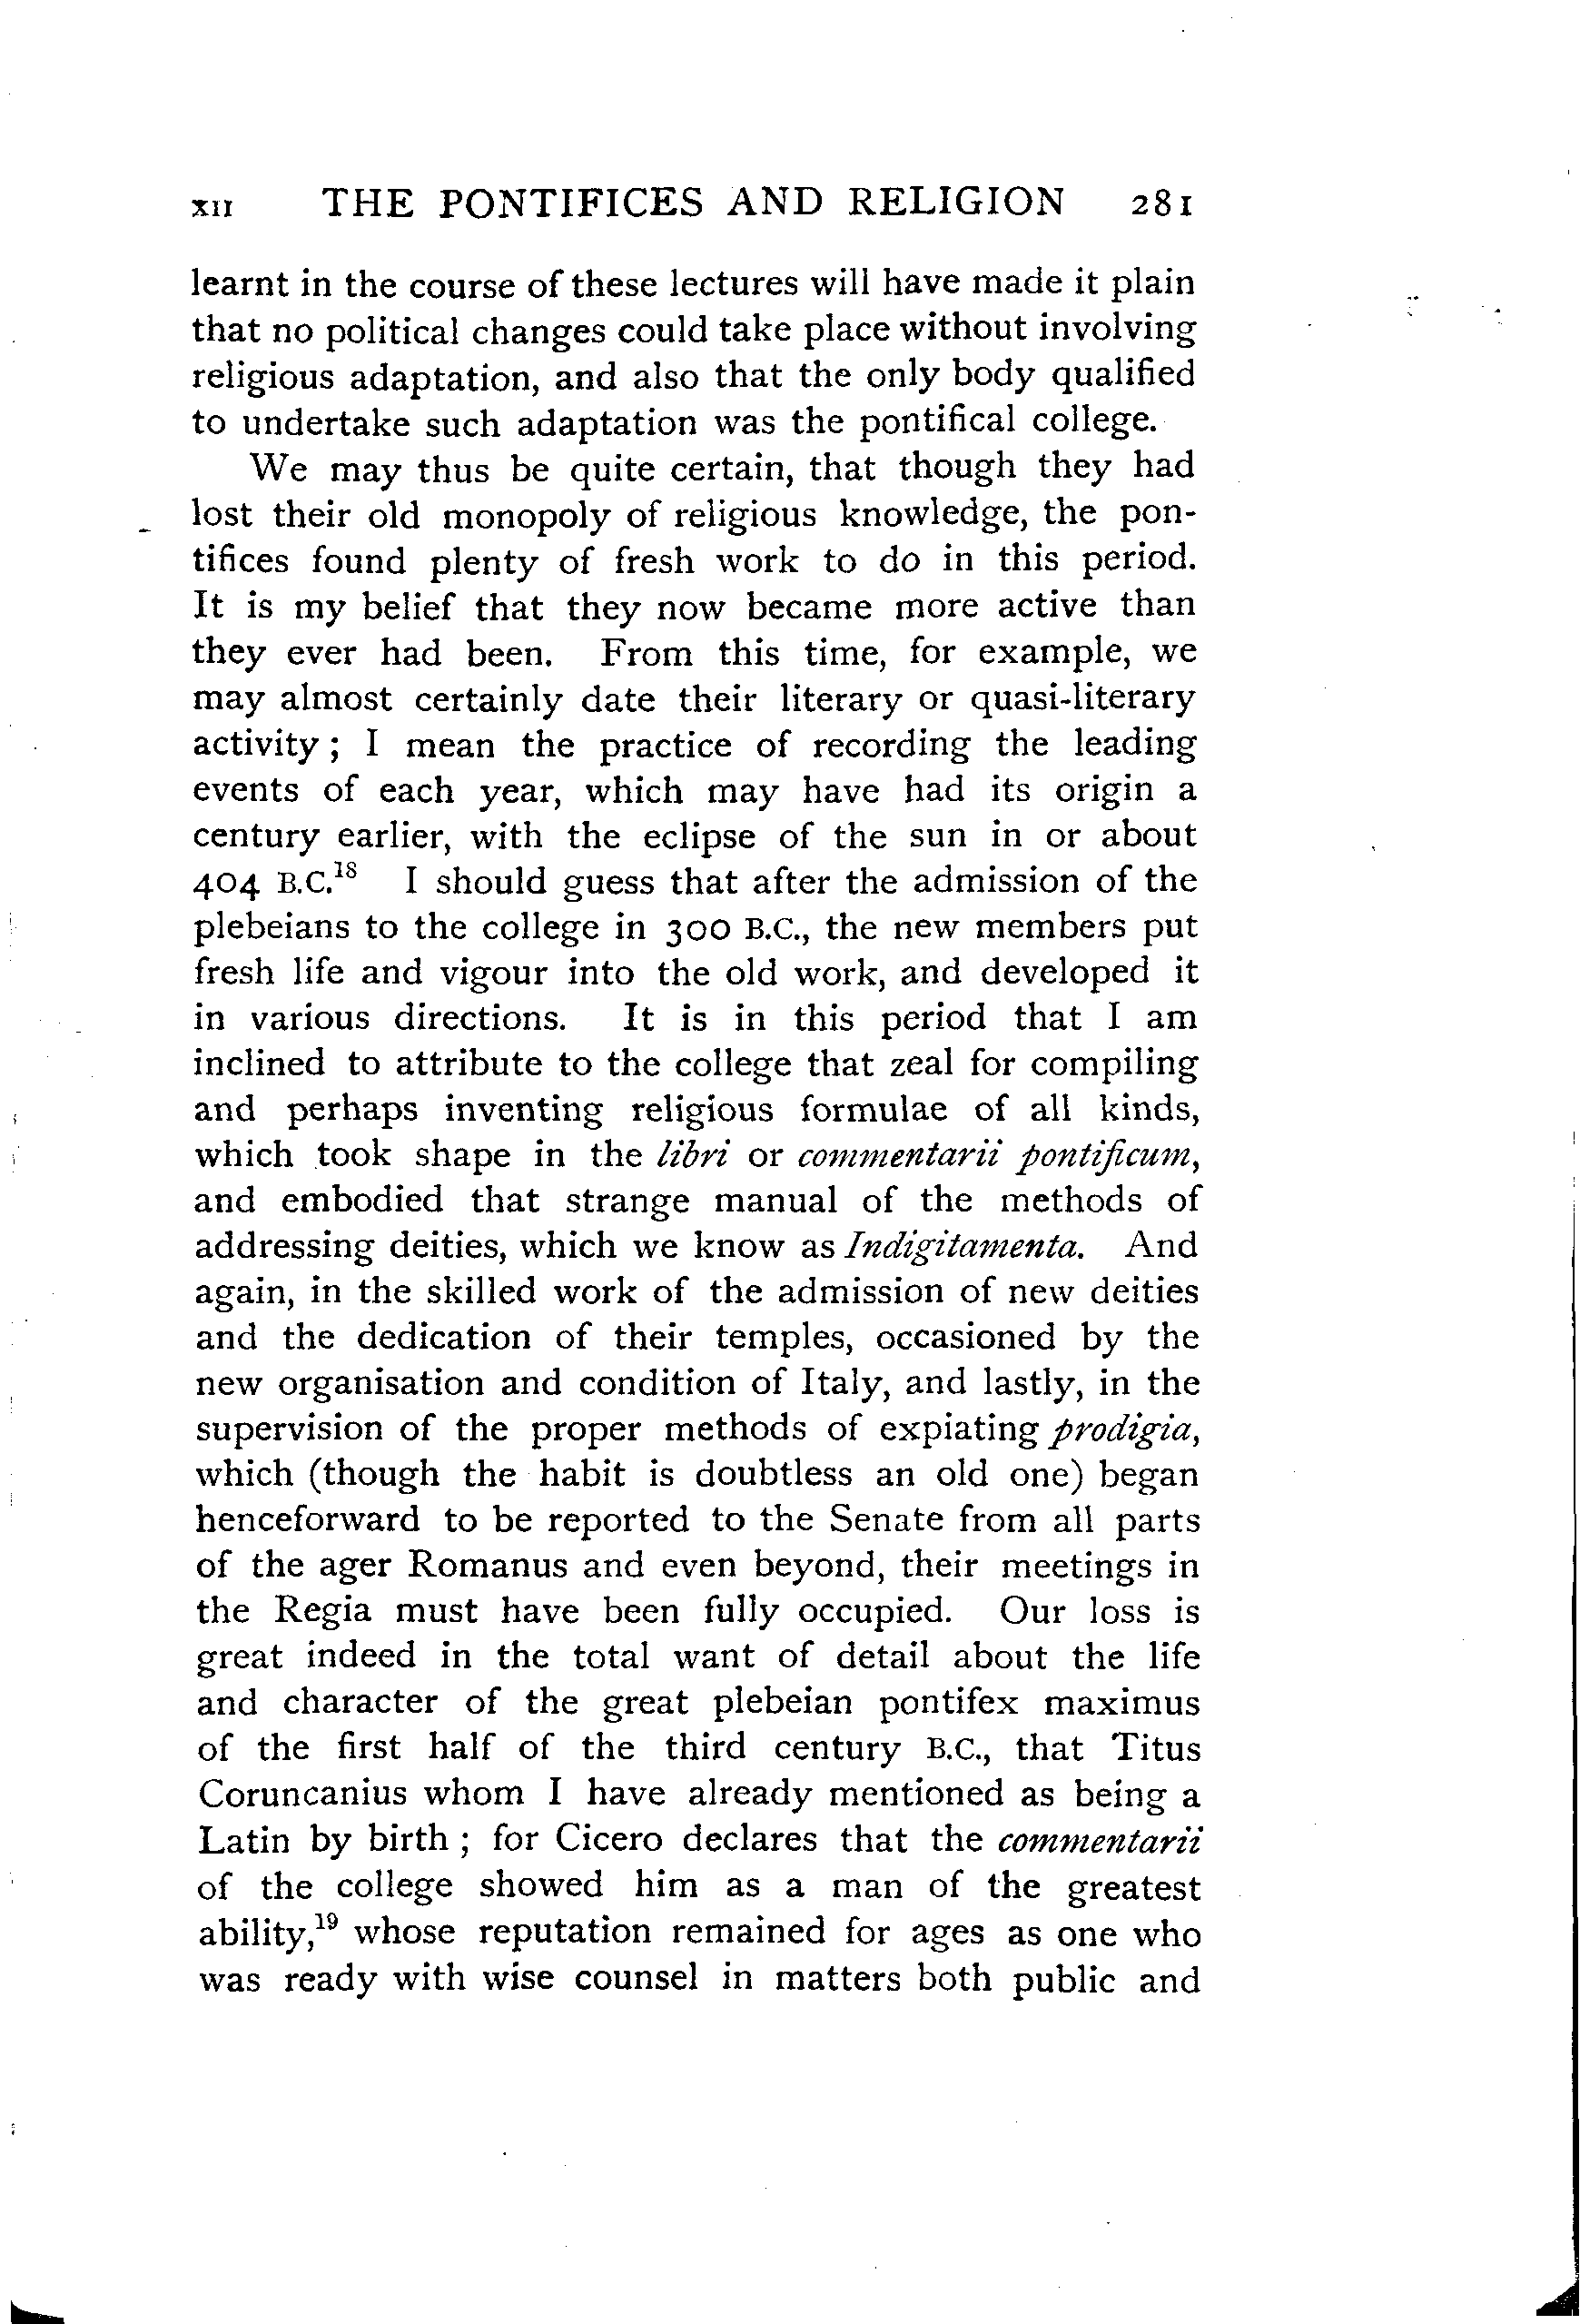 XII THE PONTIFICES AND RELIGION 281
learnt in the course of these lectures will have made it plain
that no political changes could take place without involving
religious adaptation, and also that the only body qualified
to undertake such adaptation was the pontifical college.
We may thus be quite certain, that though they had
lost their old monopoly of religious knowledge, the pon-
tifices found plenty of fresh work to do in this period.
It is my belief that they now became more active than
they ever had been. From this time, for example, we
may almost certainly date their literary or quasi-literary
activity ; I mean the practice of recording the leading
events of each year, which may have had its origin a
century earlier, with the eclipse of the sun in or about
404 B.C.¹⁸ I should guess that after the admission of the
plebeians to the college in 300 B.C., the new members put
fresh life and vigour into the old work, and developed it
in various directions. It is in this period that I am
inclined to attribute to the college that zeal for compiling
and perhaps inventing religious formulae of all kinds,
which took shape in the libri or commentarii pontificum,
and embodied that strange manual of the methods of
addressing deities, which we know as Indigitamenta. And
again, in the skilled work of the admission of new deities
and the dedication of their temples, occasioned by the
new organisation and condition of Italy, and lastly, in the
supervision of the proper methods of expiating prodigia,
which (though the habit is doubtless an old one) began
henceforward to be reported to the Senate from all parts
of the ager Romanus and even beyond, their meetings in
the Regia must have been fully occupied. Our loss is
great indeed in the total want of detail about the life
and character of the great plebeian pontifex maximus
of the first half of the third century B.C., that Titus
Coruncanius whom I have already mentioned as being a
Latin by birth ; for Cicero declares that the commentarii
of the college showed him as a man of the greatest
ability,¹⁹ whose reputation remained for ages as one who
was ready with wise counsel in matters both public and